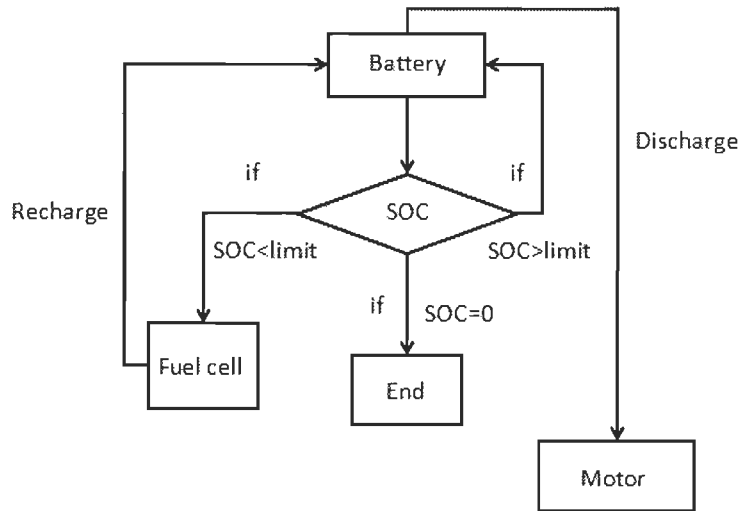 Battery
Discharge
if
if
Recharge
SOC
SOC<limit
SOC>limit
if
SOC=0
Fuel cell
End
Motor